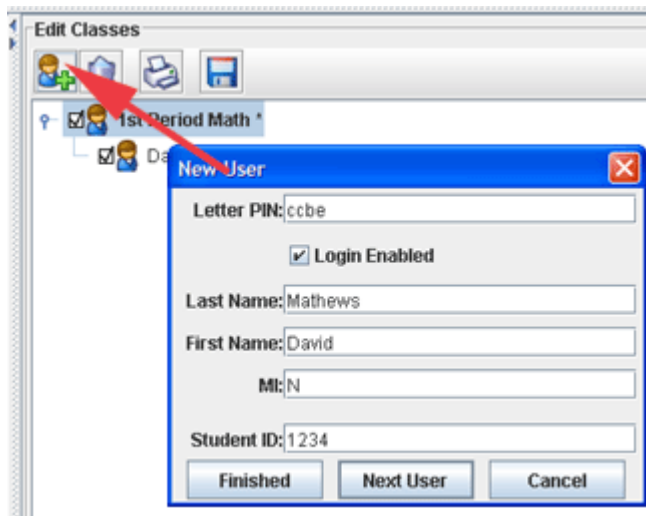 Edit Classes
1st Period Math *
Da
New User
Letter PIN: ccbe
Login Enabled
Last Name: Mathews
First Name: David
MI: N
Student ID: 1234
Finished Next User Cancel